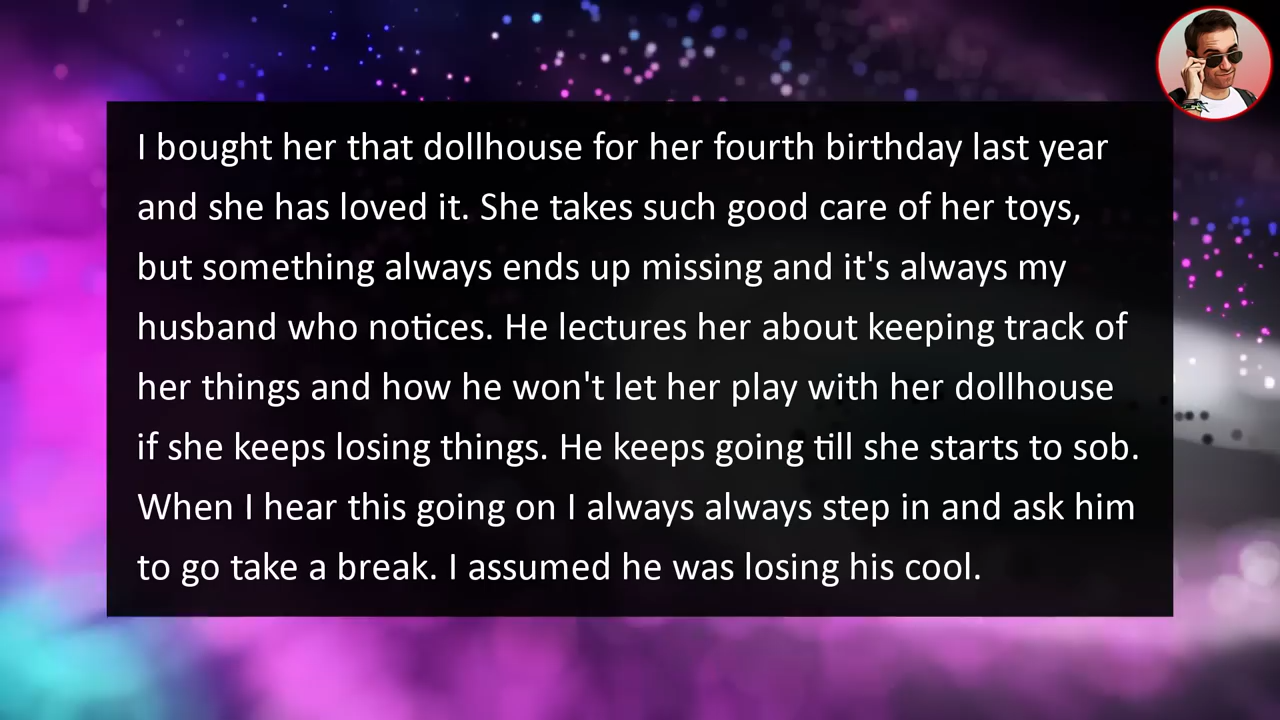 I bought her that dollhouse for her fourth birthday last year
and she has loved it. She takes such good care of her toys,
but something always ends up missing and it's always my
husband who notices. He lectures her about keeping track of
her things and how he won't let her play with her dollhouse
if she keeps losing things. He keeps going till she starts to sob.
When I hear this going on I always always step in and ask him
to go take a break. I assumed he was losing his cool.